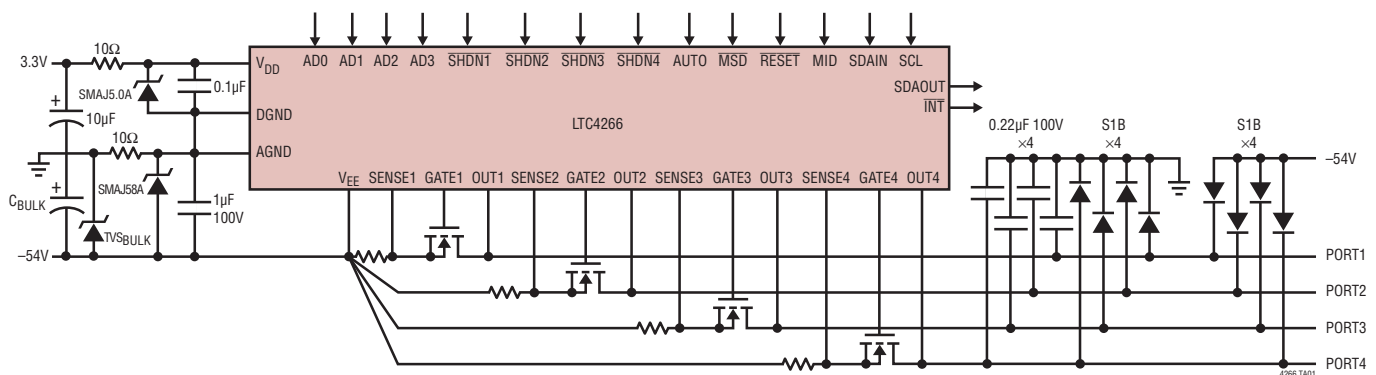 AD0 AD1 AD2 AD3 SHDN1 SHDN2 SHDN3 SHDN4 AUTO MSD RESET MID SDAIN SCL
3.3V
10Ω
VDD
SDAOUT
INT
SMAJ5.0A
0.1µF
+
10µF
DGND
LTC4266
10Ω
AGND
0.22µF 100V
×4
S1B
×4
S1B
×4
–54V
VEE SENSE1 GATE1 OUT1 SENSE2 GATE2 OUT2 SENSE3 GATE3 OUT3 SENSE4 GATE4 OUT4
SMAJ58A
+
CBULK
1µF
100V
TVSBULK
–54V
PORT1
PORT2
PORT3
PORT4
4266 TA01